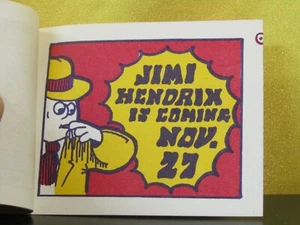 JIMI
HENDRIX
IS COMING
NOV.
27